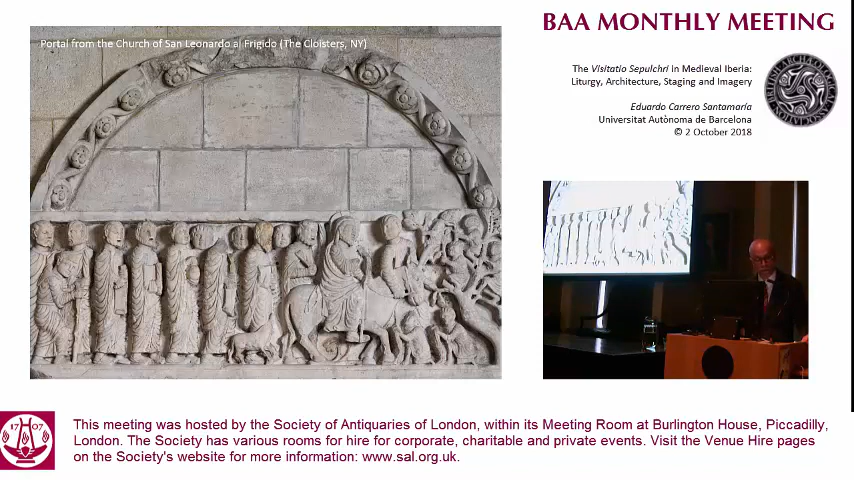 Portal from the Church of San Leonardo al Frigido (The Cloisters, NY)
BAA MONTHLY MEETING
The Visitatio Sepulchri in Medieval Iberia:
Liturgy, Architecture, Staging and Imagery
Eduardo Carrero Santamaría
Universitat Autònoma de Barcelona
© 2 October 2018
BRITISH ARCHÆOLOGICAL ASSOCIATION
1707
This meeting was hosted by the Society of Antiquaries of London, within its Meeting Room at Burlington House, Piccadilly,
London. The Society has various rooms for hire for corporate, charitable and private events. Visit the Venue Hire pages
on the Society's website for more information: www.sal.org.uk.